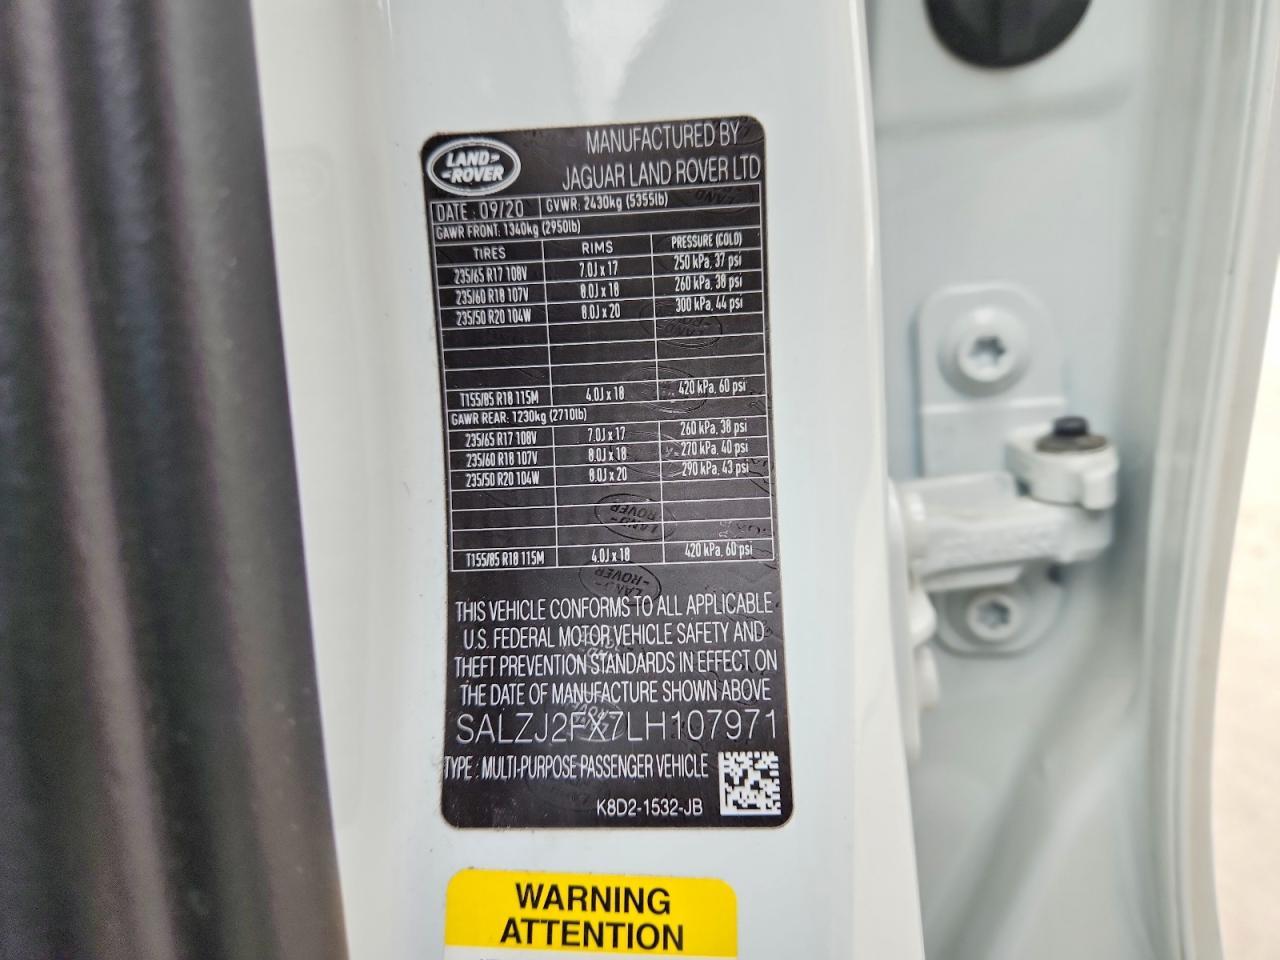 LAND-
-ROVER
MANUFACTURED BY
JAGUAR LAND ROVER LTD
DATE : 09/20 GVWR: 2430kg (5355lb)
GAWR FRONT: 1340kg (2950lb)
TIRES RIMS PRESSURE (COLD)
235/65 R17 108V 7.0J x 17 250 kPa, 37 psi
235/60 R18 107V 8.0J x 18 260 kPa, 38 psi
235/50 R20 104W 8.0J x 20 300 kPa, 44 psi
T155/85 R18 115M 4.0J x 18 420 kPa, 60 psi
GAWR REAR: 1230kg (2710lb)
235/65 R17 108V 7.0J x 17 260 kPa, 38 psi
235/60 R18 107V 8.0J x 18 270 kPa, 40 psi
235/50 R20 104W 8.0J x 20 290 kPa, 43 psi
T155/85 R18 115M 4.0J x 18 420 kPa, 60 psi
THIS VEHICLE CONFORMS TO ALL APPLICABLE
U.S. FEDERAL MOTOR VEHICLE SAFETY AND
THEFT PREVENTION STANDARDS IN EFFECT ON
THE DATE OF MANUFACTURE SHOWN ABOVE
SALZJ2FX7LH107971
TYPE : MULTI-PURPOSE PASSENGER VEHICLE
K8D2-1532-JB
WARNING
ATTENTION